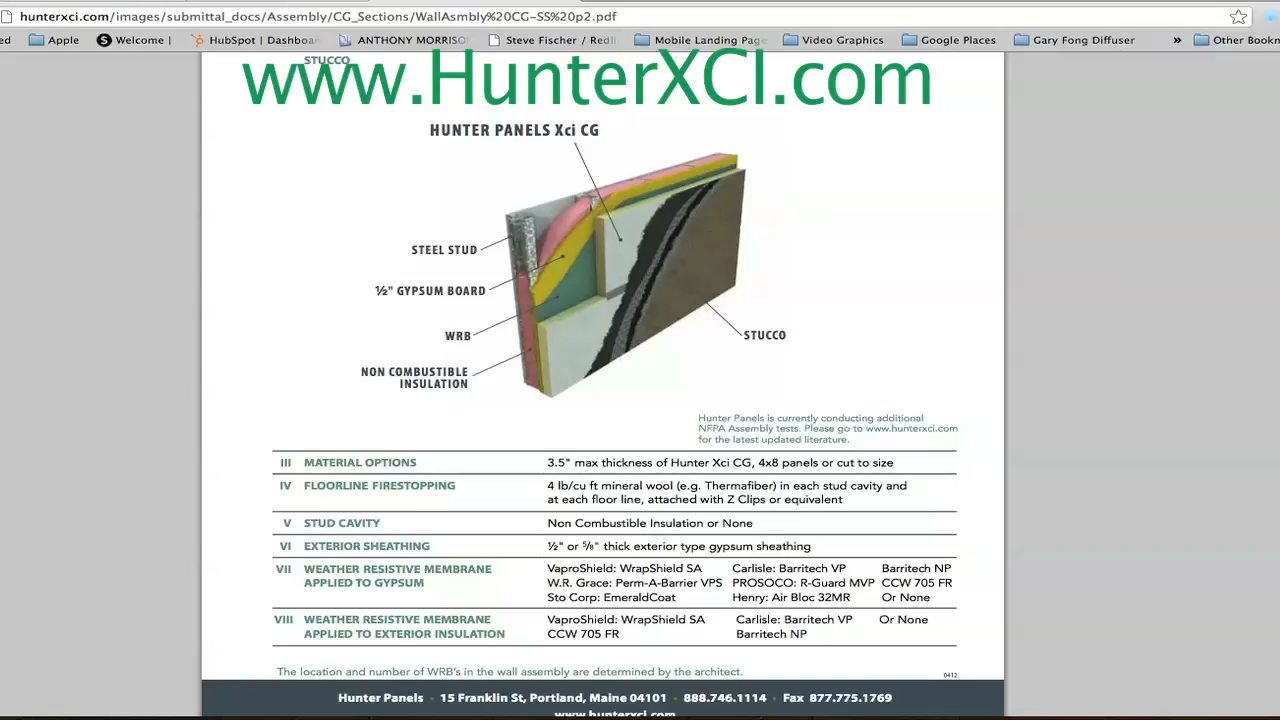 hunterxci.com/images/submittal_docs/Assembly/CG_Sections/WallAsmbly%20CG-SS%20p2.pdf
ed Apple Welcome | HubSpot | Dashboa ANTHONY MORRISO Steve Fischer / Redl Mobile Landing Page Video Graphics Google Places Gary Fong Diffuser » Other Bookm
STUCCO
www.HunterXCI.com
HUNTER PANELS Xci CG
STEEL STUD
½" GYPSUM BOARD
WRB
STUCCO
NON COMBUSTIBLE
INSULATION
Hunter Panels is currently conducting additional
NFPA Assembly tests. Please go to www.hunterxci.com
for the latest updated literature.
III MATERIAL OPTIONS 3.5" max thickness of Hunter Xci CG, 4x8 panels or cut to size
IV FLOORLINE FIRESTOPPING 4 lb/cu ft mineral wool (e.g. Thermafiber) in each stud cavity and
at each floor line, attached with Z Clips or equivalent
V STUD CAVITY Non Combustible Insulation or None
VI EXTERIOR SHEATHING ½" or ⅝" thick exterior type gypsum sheathing
VII WEATHER RESISTIVE MEMBRANE VaproShield: WrapShield SA Carlisle: Barritech VP Barritech NP
APPLIED TO GYPSUM W.R. Grace: Perm-A-Barrier VPS PROSOCO: R-Guard MVP CCW 705 FR
Sto Corp: EmeraldCoat Henry: Air Bloc 32MR Or None
VIII WEATHER RESISTIVE MEMBRANE VaproShield: WrapShield SA Carlisle: Barritech VP Or None
APPLIED TO EXTERIOR INSULATION CCW 705 FR Barritech NP
The location and number of WRB's in the wall assembly are determined by the architect.
0412
Hunter Panels • 15 Franklin St, Portland, Maine 04101 • 888.746.1114 • Fax 877.775.1769
www.hunterxci.com